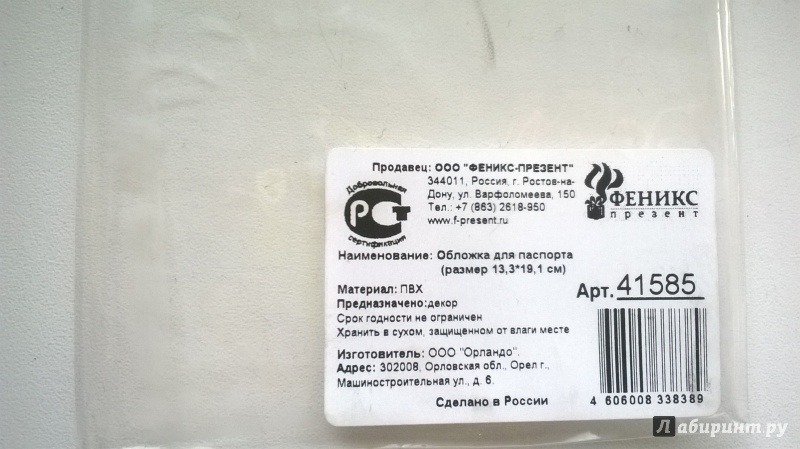 Продавец: ООО "ФЕНИКС-ПРЕЗЕНТ"
344011, Россия, г. Ростов-на-
Дону, ул. Варфоломеева, 150
Тел.: +7 (863) 2618-950
www.f-present.ru
Добровольная
РСТ
сертификация
ФЕНИКС
презент
Наименование: Обложка для паспорта
(размер 13,3*19,1 см)
Материал: ПВХ
Предназначено:декор
Срок годности не ограничен
Хранить в сухом, защищенном от влаги месте
Арт. 41585
Изготовитель: ООО "Орландо".
Адрес: 302008, Орловская обл., Орел г.,
Машиностроительная ул., д. 6.
Сделано в России
4 606008 338389
Лабиринт.ру